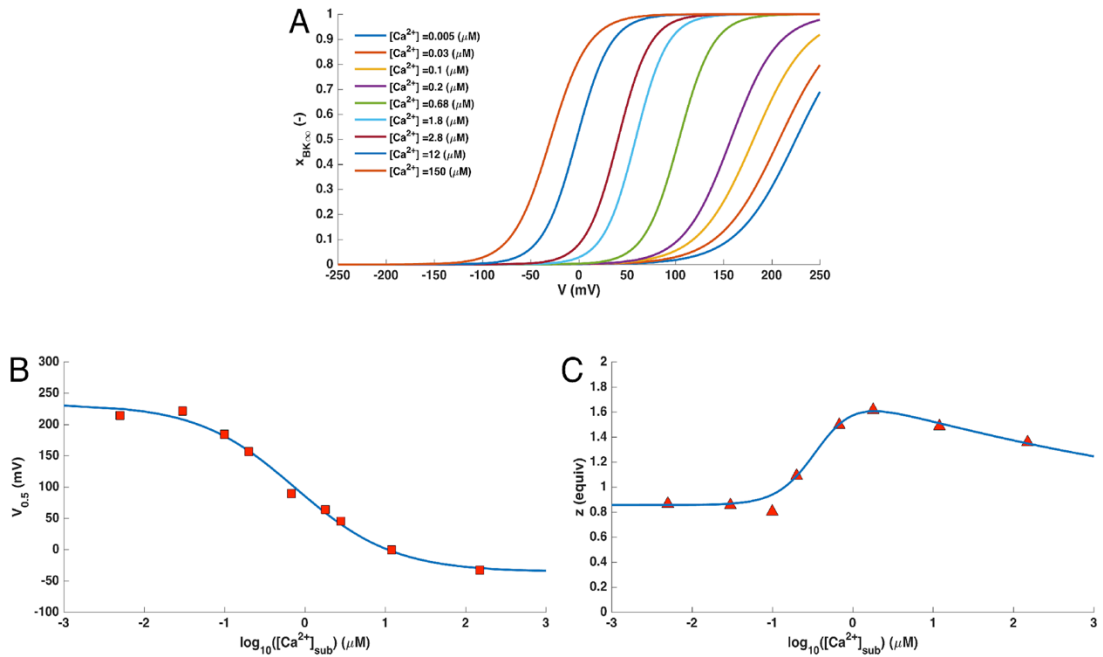 A
1
0.9
0.8
0.7
0.6
0.5
0.4
0.3
0.2
0.1
0
x_BK∞ (-)
[Ca²⁺] =0.005 (μM)
[Ca²⁺] =0.03 (μM)
[Ca²⁺] =0.1 (μM)
[Ca²⁺] =0.2 (μM)
[Ca²⁺] =0.68 (μM)
[Ca²⁺] =1.8 (μM)
[Ca²⁺] =2.8 (μM)
[Ca²⁺] =12 (μM)
[Ca²⁺] =150 (μM)
-250 -200 -150 -100 -50 0 50 100 150 200 250
V (mV)
B
300
250
200
150
100
50
0
-50
-100
V_0.5 (mV)
-3 -2 -1 0 1 2 3
log₁₀([Ca²⁺]_sub) (μM)
C
2
1.8
1.6
1.4
1.2
1
0.8
0.6
0.4
0.2
0
z (equiv)
-3 -2 -1 0 1 2 3
log₁₀([Ca²⁺]_sub) (μM)